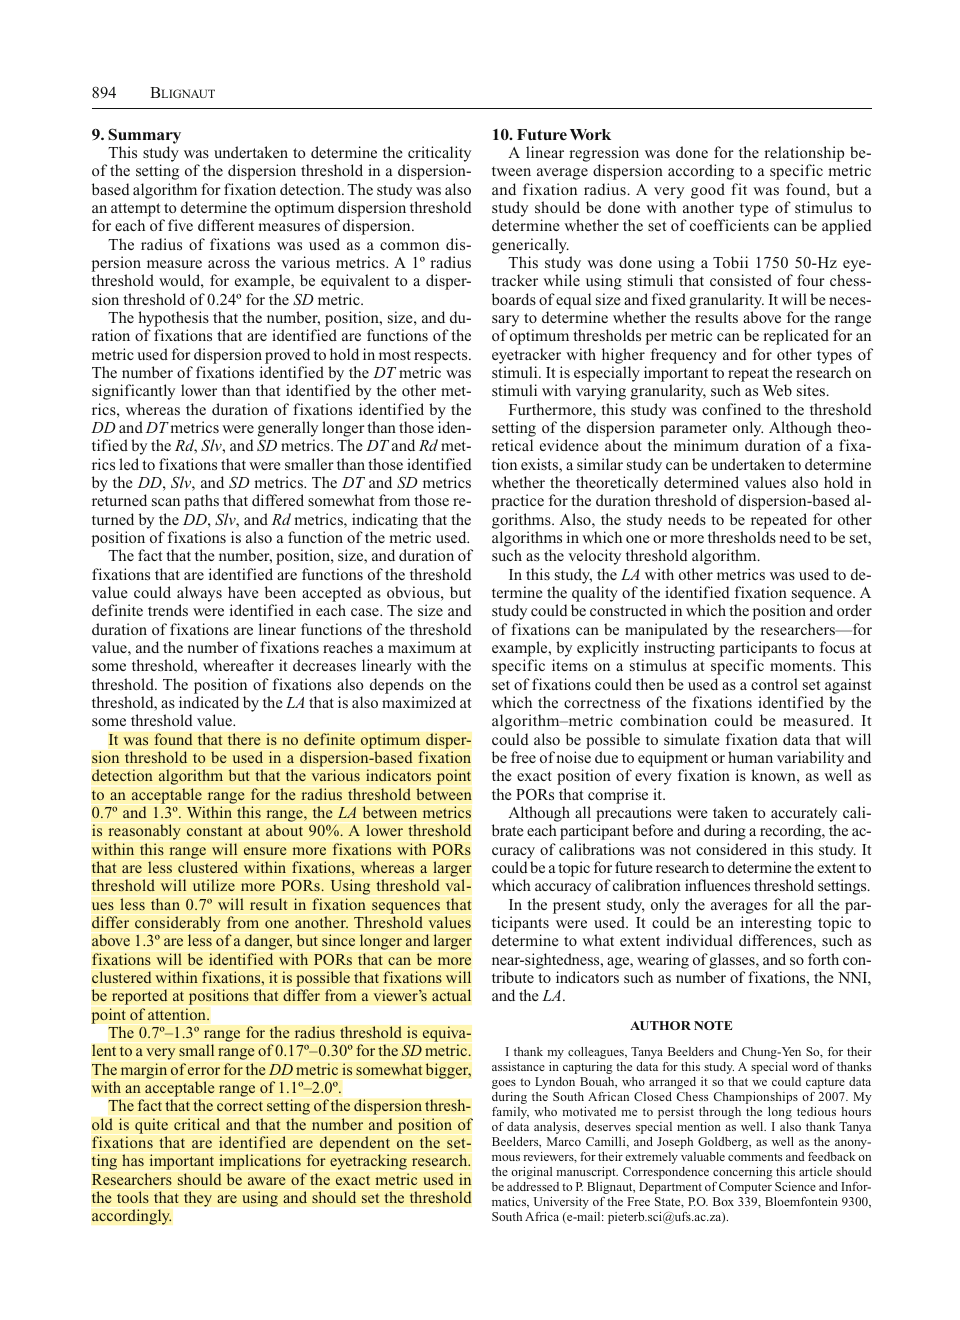 894 BLIGNAUT
9. Summary
This study was undertaken to determine the criticality
of the setting of the dispersion threshold in a dispersion-
based algorithm for fixation detection. The study was also
an attempt to determine the optimum dispersion threshold
for each of five different measures of dispersion.
The radius of fixations was used as a common dis-
persion measure across the various metrics. A 1º radius
threshold would, for example, be equivalent to a disper-
sion threshold of 0.24º for the SD metric.
The hypothesis that the number, position, size, and du-
ration of fixations that are identified are functions of the
metric used for dispersion proved to hold in most respects.
The number of fixations identified by the DT metric was
significantly lower than that identified by the other met-
rics, whereas the duration of fixations identified by the
DD and DT metrics were generally longer than those iden-
tified by the Rd, Slv, and SD metrics. The DT and Rd met-
rics led to fixations that were smaller than those identified
by the DD, Slv, and SD metrics. The DT and SD metrics
returned scan paths that differed somewhat from those re-
turned by the DD, Slv, and Rd metrics, indicating that the
position of fixations is also a function of the metric used.
The fact that the number, position, size, and duration of
fixations that are identified are functions of the threshold
value could always have been accepted as obvious, but
definite trends were identified in each case. The size and
duration of fixations are linear functions of the threshold
value, and the number of fixations reaches a maximum at
some threshold, whereafter it decreases linearly with the
threshold. The position of fixations also depends on the
threshold, as indicated by the LA that is also maximized at
some threshold value.
It was found that there is no definite optimum disper-
sion threshold to be used in a dispersion-based fixation
detection algorithm but that the various indicators point
to an acceptable range for the radius threshold between
0.7º and 1.3º. Within this range, the LA between metrics
is reasonably constant at about 90%. A lower threshold
within this range will ensure more fixations with PORs
that are less clustered within fixations, whereas a larger
threshold will utilize more PORs. Using threshold val-
ues less than 0.7º will result in fixation sequences that
differ considerably from one another. Threshold values
above 1.3º are less of a danger, but since longer and larger
fixations will be identified with PORs that can be more
clustered within fixations, it is possible that fixations will
be reported at positions that differ from a viewer’s actual
point of attention.
The 0.7º–1.3º range for the radius threshold is equiva-
lent to a very small range of 0.17º–0.30º for the SD metric.
The margin of error for the DD metric is somewhat bigger,
with an acceptable range of 1.1º–2.0º.
The fact that the correct setting of the dispersion thresh-
old is quite critical and that the number and position of
fixations that are identified are dependent on the set-
ting has important implications for eyetracking research.
Researchers should be aware of the exact metric used in
the tools that they are using and should set the threshold
accordingly.
10. Future Work
A linear regression was done for the relationship be-
tween average dispersion according to a specific metric
and fixation radius. A very good fit was found, but a
study should be done with another type of stimulus to
determine whether the set of coefficients can be applied
generically.
This study was done using a Tobii 1750 50-Hz eye-
tracker while using stimuli that consisted of four chess-
boards of equal size and fixed granularity. It will be neces-
sary to determine whether the results above for the range
of optimum thresholds per metric can be replicated for an
eyetracker with higher frequency and for other types of
stimuli. It is especially important to repeat the research on
stimuli with varying granularity, such as Web sites.
Furthermore, this study was confined to the threshold
setting of the dispersion parameter only. Although theo-
retical evidence about the minimum duration of a fixa-
tion exists, a similar study can be undertaken to determine
whether the theoretically determined values also hold in
practice for the duration threshold of dispersion-based al-
gorithms. Also, the study needs to be repeated for other
algorithms in which one or more thresholds need to be set,
such as the velocity threshold algorithm.
In this study, the LA with other metrics was used to de-
termine the quality of the identified fixation sequence. A
study could be constructed in which the position and order
of fixations can be manipulated by the researchers—for
example, by explicitly instructing participants to focus at
specific items on a stimulus at specific moments. This
set of fixations could then be used as a control set against
which the correctness of the fixations identified by the
algorithm–metric combination could be measured. It
could also be possible to simulate fixation data that will
be free of noise due to equipment or human variability and
the exact position of every fixation is known, as well as
the PORs that comprise it.
Although all precautions were taken to accurately cali-
brate each participant before and during a recording, the ac-
curacy of calibrations was not considered in this study. It
could be a topic for future research to determine the extent to
which accuracy of calibration influences threshold settings.
In the present study, only the averages for all the par-
ticipants were used. It could be an interesting topic to
determine to what extent individual differences, such as
near-sightedness, age, wearing of glasses, and so forth con-
tribute to indicators such as number of fixations, the NNI,
and the LA.
AUTHOR NOTE
I thank my colleagues, Tanya Beelders and Chung-Yen So, for their
assistance in capturing the data for this study. A special word of thanks
goes to Lyndon Bouah, who arranged it so that we could capture data
during the South African Closed Chess Championships of 2007. My
family, who motivated me to persist through the long tedious hours
of data analysis, deserves special mention as well. I also thank Tanya
Beelders, Marco Camilli, and Joseph Goldberg, as well as the anony-
mous reviewers, for their extremely valuable comments and feedback on
the original manuscript. Correspondence concerning this article should
be addressed to P. Blignaut, Department of Computer Science and Infor-
matics, University of the Free State, P.O. Box 339, Bloemfontein 9300,
South Africa (e-mail: pieterb.sci@ufs.ac.za).